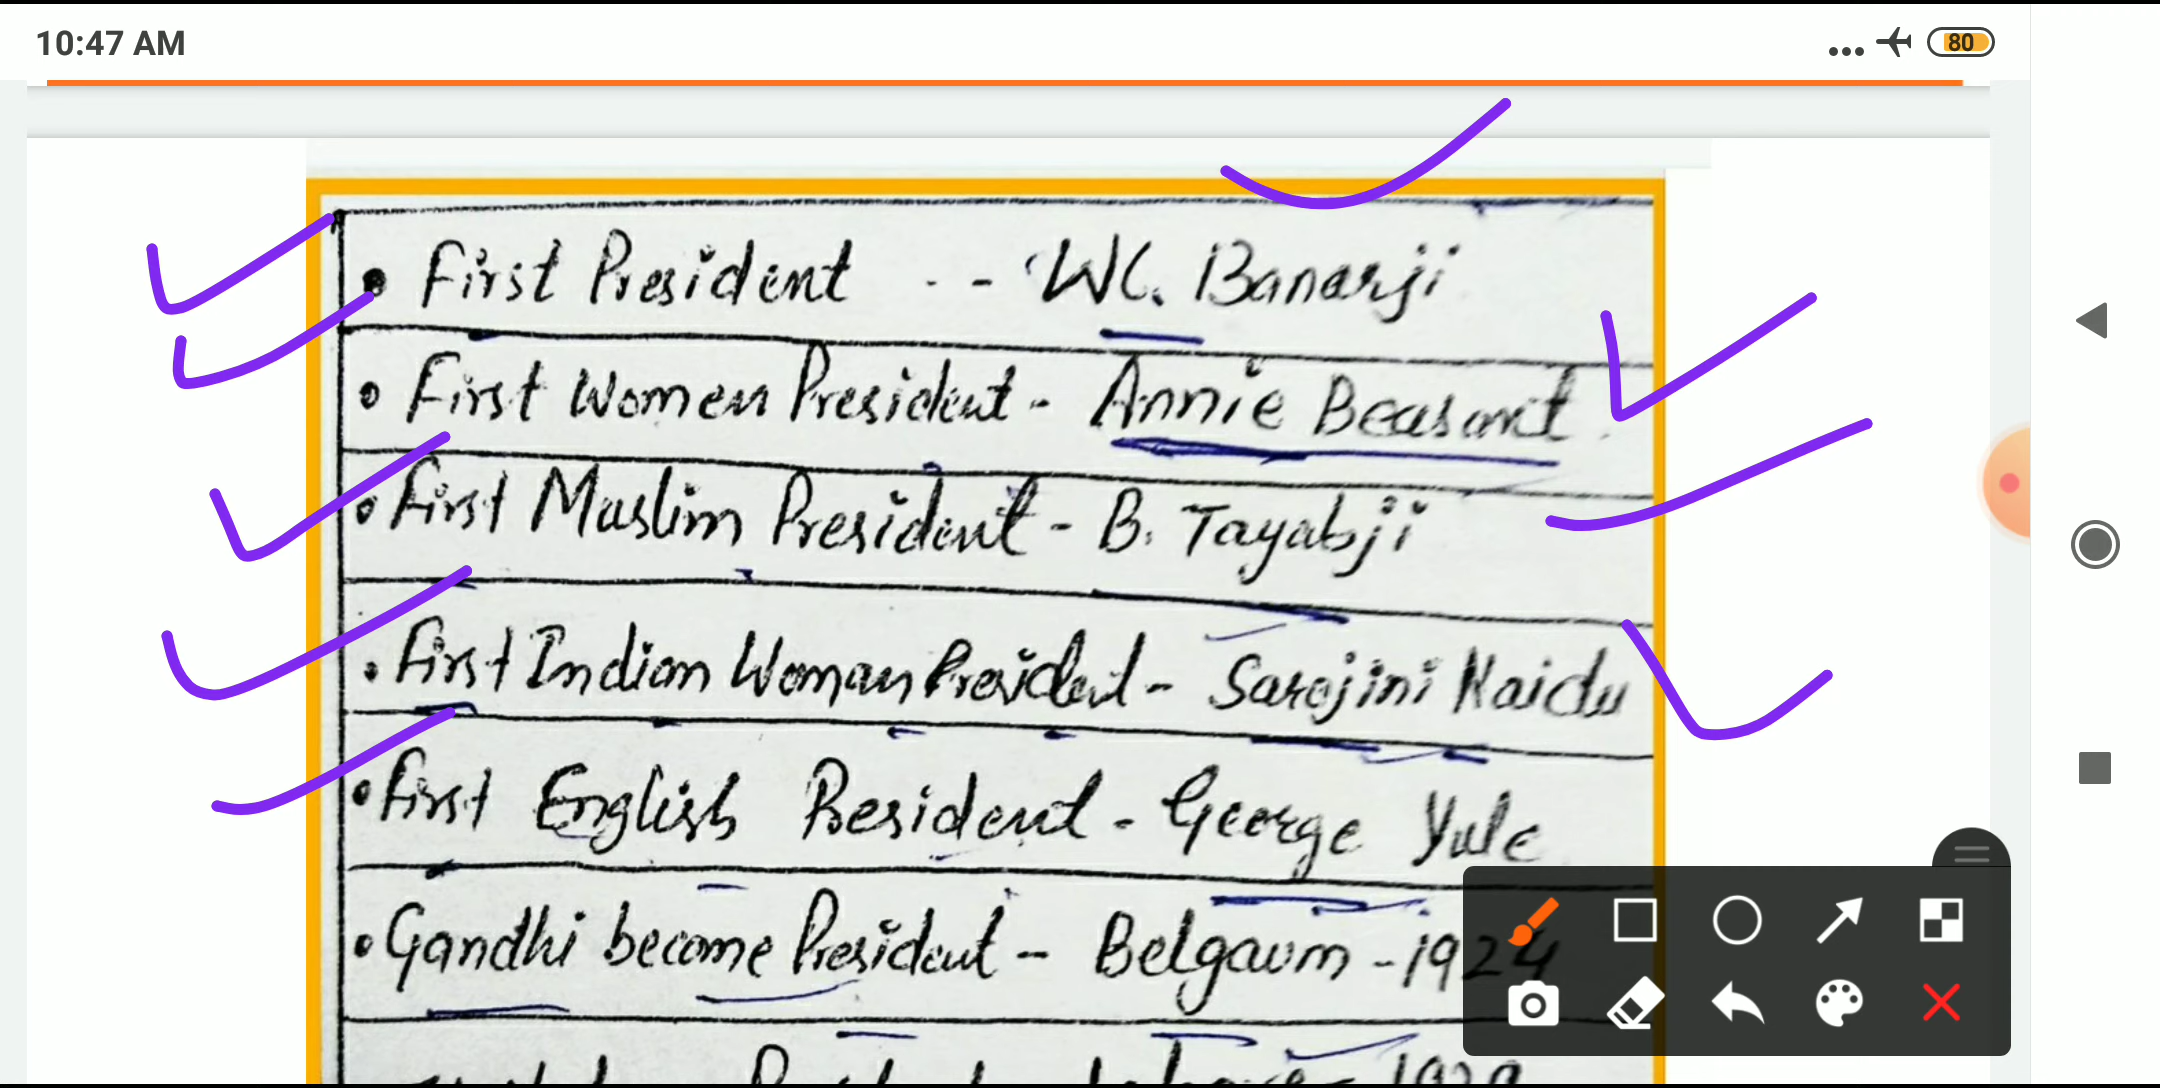 10:47 AM
80
• First President - - WC. Banarji
• First Women President - Annie Beasant.
• First Muslim President - B. Tayabji
• First Indian Woman President - Sarojini Naidu
• First English President - George Yule
• Gandhi become President - Belgaum - 1924